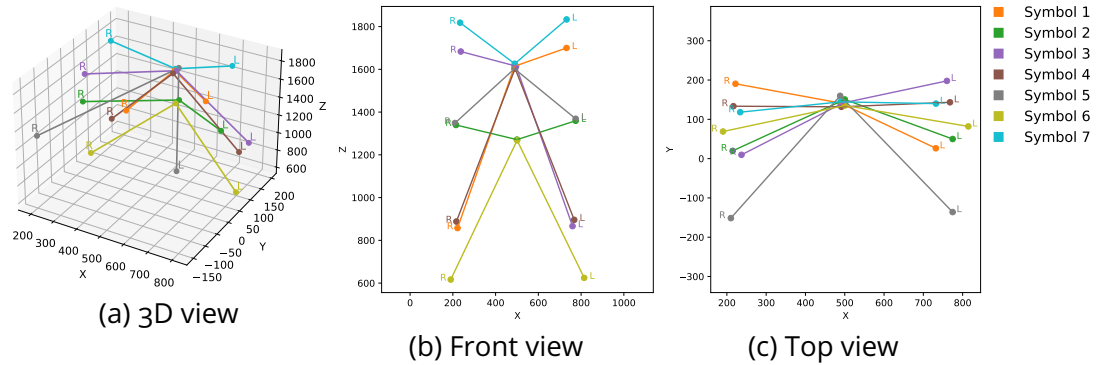 R
L
R
L
R
R
L
L
R
L
R
L
R
L
1800
1600
1400
1200
1000
800
600
Z
200
150
100
50
0
−50
−100
−150
Y
200
300
400
500
600
700
800
X
(a) 3D view
1800
1600
1400
1200
1000
800
600
Z
R
L
R
L
R
L
R
L
R
L
R
L
R
L
0
200
400
600
800
1000
X
(b) Front view
300
200
100
0
−100
−200
−300
Y
R
L
R
L
R
L
R
L
R
L
R
L
R
L
200
300
400
500
600
700
800
X
(c) Top view
Symbol 1
Symbol 2
Symbol 3
Symbol 4
Symbol 5
Symbol 6
Symbol 7